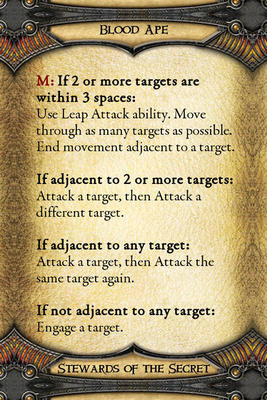 Blood Ape
M: If 2 or more targets are
within 3 spaces:
Use Leap Attack ability. Move
through as many targets as possible.
End movement adjacent to a target.
If adjacent to 2 or more targets:
Attack a target, then Attack a
different target.
If adjacent to any target:
Attack a target, then Attack the
same target again.
If not adjacent to any target:
Engage a target.
Stewards of the Secret